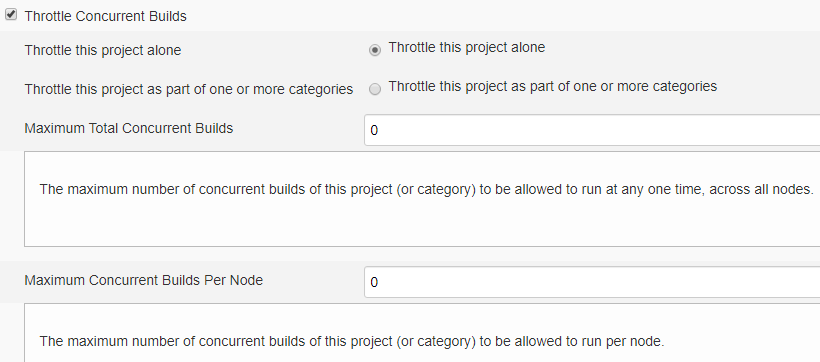 Throttle Concurrent Builds
Throttle this project alone Throttle this project alone
Throttle this project as part of one or more categories Throttle this project as part of one or more categories
Maximum Total Concurrent Builds 0
The maximum number of concurrent builds of this project (or category) to be allowed to run at any one time, across all nodes.
Maximum Concurrent Builds Per Node 0
The maximum number of concurrent builds of this project (or category) to be allowed to run per node.